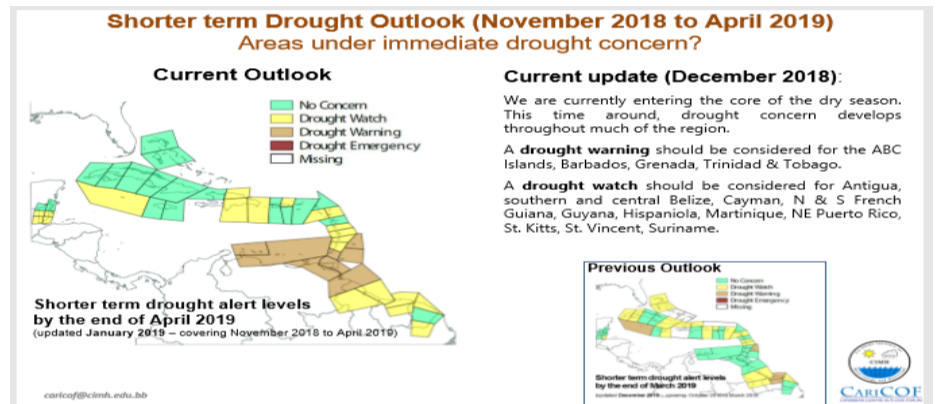 Shorter term Drought Outlook (November 2018 to April 2019)
Areas under immediate drought concern?
Current Outlook
No Concern
Drought Watch
Drought Warning
Drought Emergency
Missing
Shorter term drought alert levels
by the end of April 2019
(updated January 2019 – covering November 2018 to April 2019)
caricof@cimh.edu.bb
Current update (December 2018):
We are currently entering the core of the dry season.
This time around, drought concern develops
throughout much of the region.
A drought warning should be considered for the ABC
Islands, Barbados, Grenada, Trinidad & Tobago.
A drought watch should be considered for Antigua,
southern and central Belize, Cayman, N & S French
Guiana, Guyana, Hispaniola, Martinique, NE Puerto Rico,
St. Kitts, St. Vincent, Suriname.
Previous Outlook
No Concern
Drought Watch
Drought Warning
Drought Emergency
Missing
Shorter term drought alert levels
by the end of March 2019
CARICOF